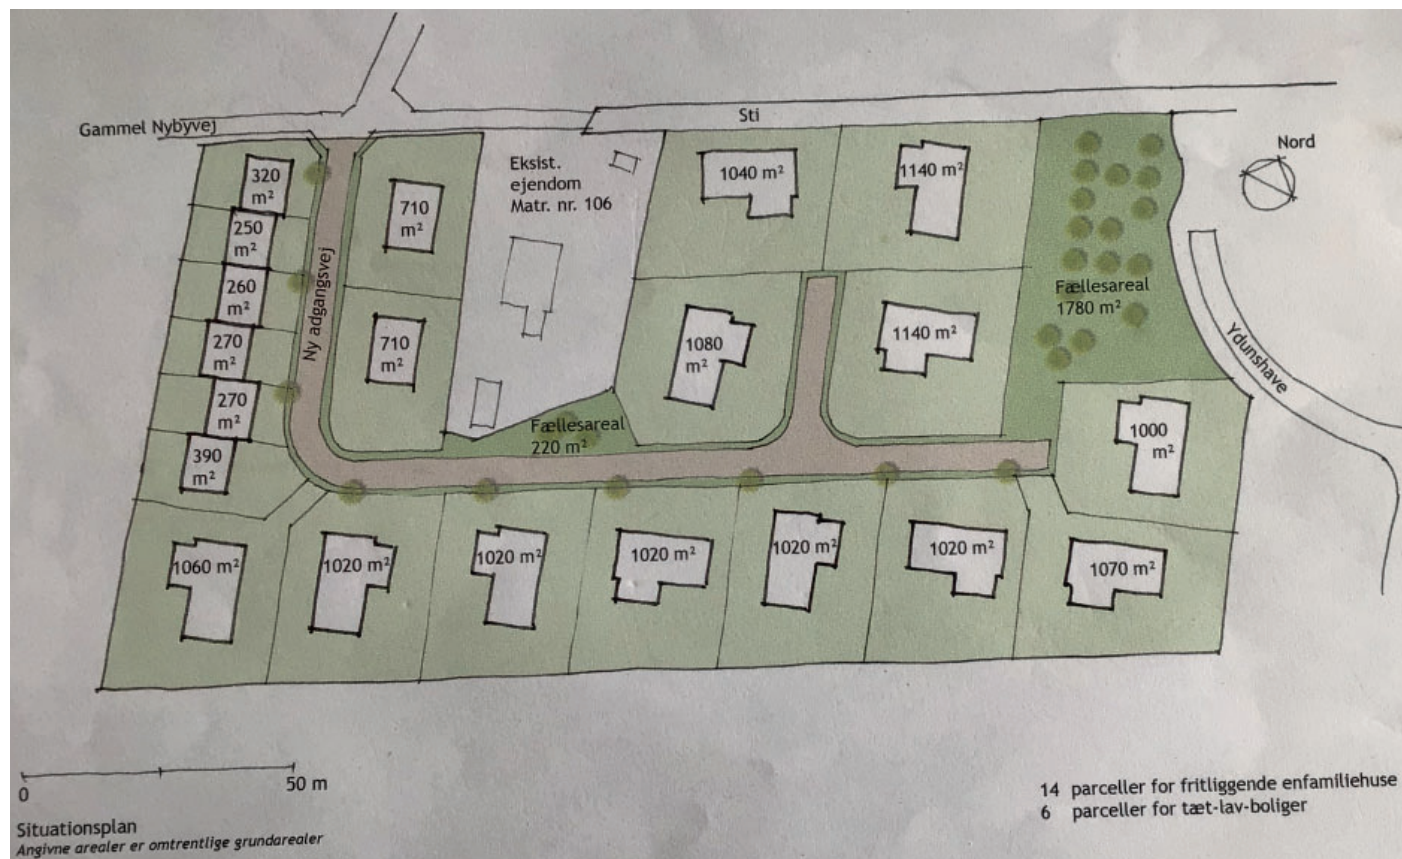 Gammel Nybyvej
Sti
Nord
Eksist.
ejendom
Matr. nr. 106
320
m²
250
m²
260
m²
270
m²
270
m²
390
m²
Ny adgangsvej
710
m²
710
m²
1040 m²
1140 m²
1080
m²
1140 m²
Fællesareal
1780 m²
Ydunshave
Fællesareal
220 m²
1000
m²
1060 m²
1020 m²
1020 m²
1020 m²
1020 m²
1020 m²
1070 m²
0
50 m
Situationsplan
Angivne arealer er omtrentlige grundarealer
14 parceller for fritliggende enfamiliehuse
6 parceller for tæt-lav-boliger